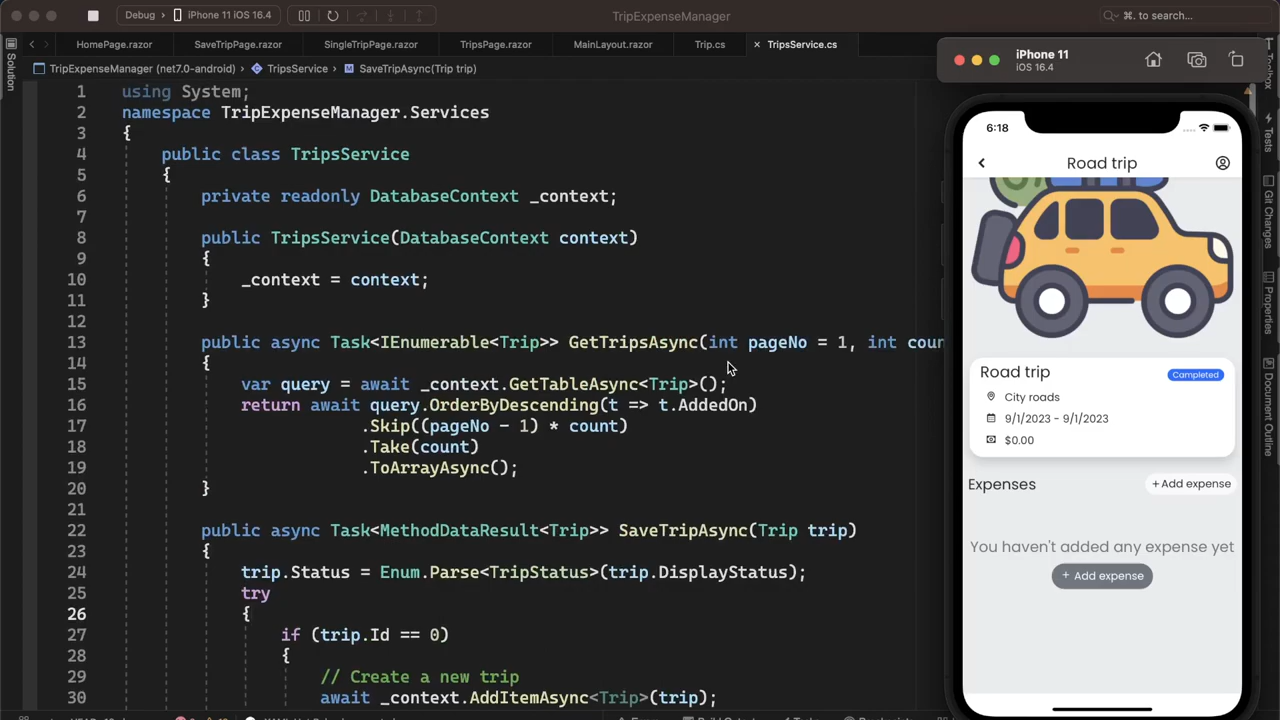 Debug
iPhone 11 iOS 16.4
TripExpenseManager
⌘. to search...
Solution
HomePage.razor
SaveTripPage.razor
SingleTripPage.razor
TripsPage.razor
MainLayout.razor
Trip.cs
× TripsService.cs
TripExpenseManager (net7.0-android) > TripsService > SaveTripAsync(Trip trip)
1 using System;
2 namespace TripExpenseManager.Services
3 {
4 public class TripsService
5 {
6 private readonly DatabaseContext _context;
7
8 public TripsService(DatabaseContext context)
9 {
10 _context = context;
11 }
12
13 public async Task<IEnumerable<Trip>> GetTripsAsync(int pageNo = 1, int coun
14 {
15 var query = await _context.GetTableAsync<Trip>();
16 return await query.OrderByDescending(t => t.AddedOn)
17 .Skip((pageNo - 1) * count)
18 .Take(count)
19 .ToArrayAsync();
20 }
21
22 public async Task<MethodDataResult<Trip>> SaveTripAsync(Trip trip)
23 {
24 trip.Status = Enum.Parse<TripStatus>(trip.DisplayStatus);
25 try
26 {
27 if (trip.Id == 0)
28 {
29 // Create a new trip
30 await _context.AddItemAsync<Trip>(trip);
iPhone 11
iOS 16.4
6:18
Road trip
Road trip
Completed
City roads
9/1/2023 - 9/1/2023
$0.00
Expenses
+Add expense
You haven't added any expense yet
+ Add expense
Tests
Git Changes
Properties
Document Outline